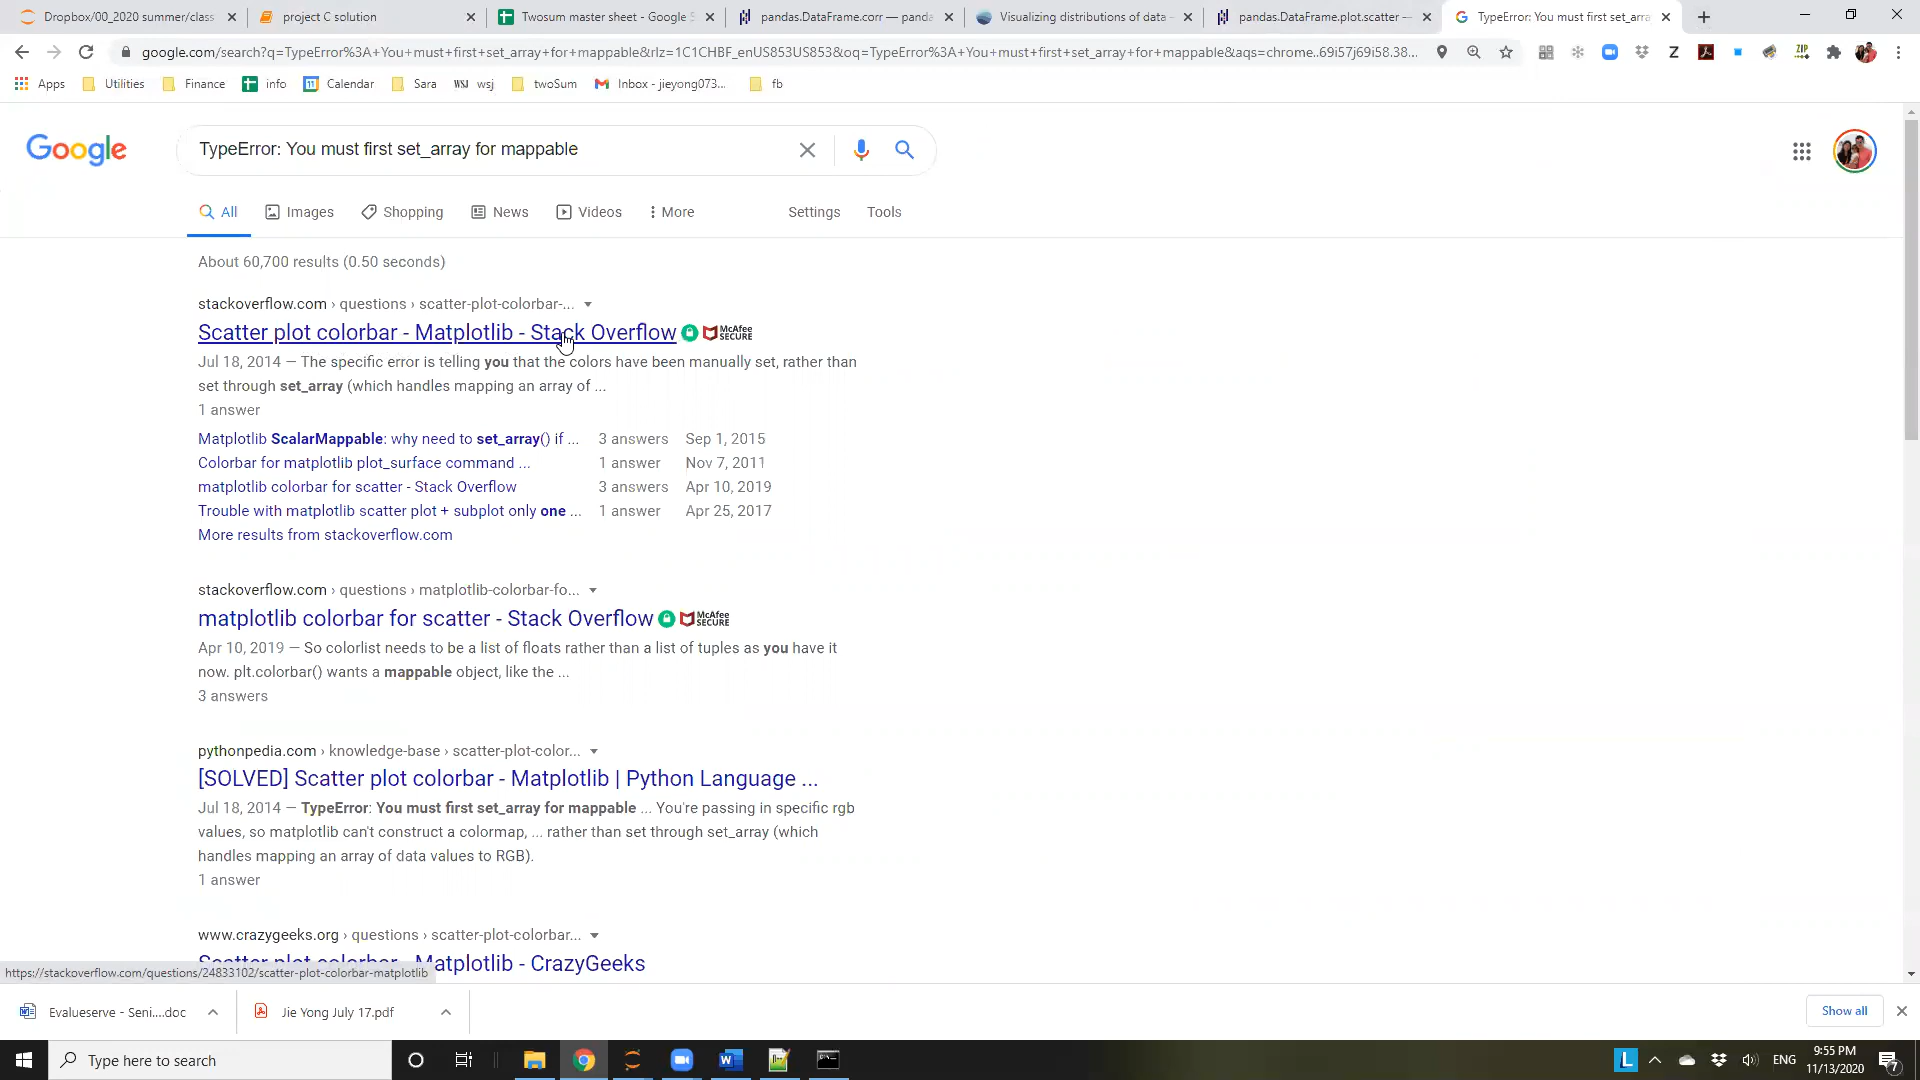 Dropbox/00_2020 summer/class
project C solution
Twosum master sheet - Google S
pandas.DataFrame.corr — panda
Visualizing distributions of data —
pandas.DataFrame.plot.scatter —
TypeError: You must first set_arra
google.com/search?q=TypeError%3A+You+must+first+set_array+for+mappable&rlz=1C1CHBF_enUS853US853&oq=TypeError%3A+You+must+first+set_array+for+mappable&aqs=chrome..69i57j69i58.38...
Apps
Utilities
Finance
info
Calendar
Sara
WSJ wsj
twoSum
Inbox - jieyong073...
fb
Google
TypeError: You must first set_array for mappable
All
Images
Shopping
News
Videos
More
Settings
Tools
About 60,700 results (0.50 seconds)
stackoverflow.com › questions › scatter-plot-colorbar-...
Scatter plot colorbar - Matplotlib - Stack Overflow McAfee SECURE
Jul 18, 2014 — The specific error is telling you that the colors have been manually set, rather than
set through set_array (which handles mapping an array of ...
1 answer
Matplotlib ScalarMappable: why need to set_array() if ... 3 answers Sep 1, 2015
Colorbar for matplotlib plot_surface command ... 1 answer Nov 7, 2011
matplotlib colorbar for scatter - Stack Overflow 3 answers Apr 10, 2019
Trouble with matplotlib scatter plot + subplot only one ... 1 answer Apr 25, 2017
More results from stackoverflow.com
stackoverflow.com › questions › matplotlib-colorbar-fo...
matplotlib colorbar for scatter - Stack Overflow McAfee SECURE
Apr 10, 2019 — So colorlist needs to be a list of floats rather than a list of tuples as you have it
now. plt.colorbar() wants a mappable object, like the ...
3 answers
pythonpedia.com › knowledge-base › scatter-plot-color...
[SOLVED] Scatter plot colorbar - Matplotlib | Python Language ...
Jul 18, 2014 — TypeError: You must first set_array for mappable ... You're passing in specific rgb
values, so matplotlib can't construct a colormap, ... rather than set through set_array (which
handles mapping an array of data values to RGB).
1 answer
www.crazygeeks.org › questions › scatter-plot-colorbar...
Scatter plot colorbar - Matplotlib - CrazyGeeks
https://stackoverflow.com/questions/24833102/scatter-plot-colorbar-matplotlib
Evalueserve - Seni....doc
Jie Yong July 17.pdf
Show all
Type here to search
ENG
9:55 PM
11/13/2020
7